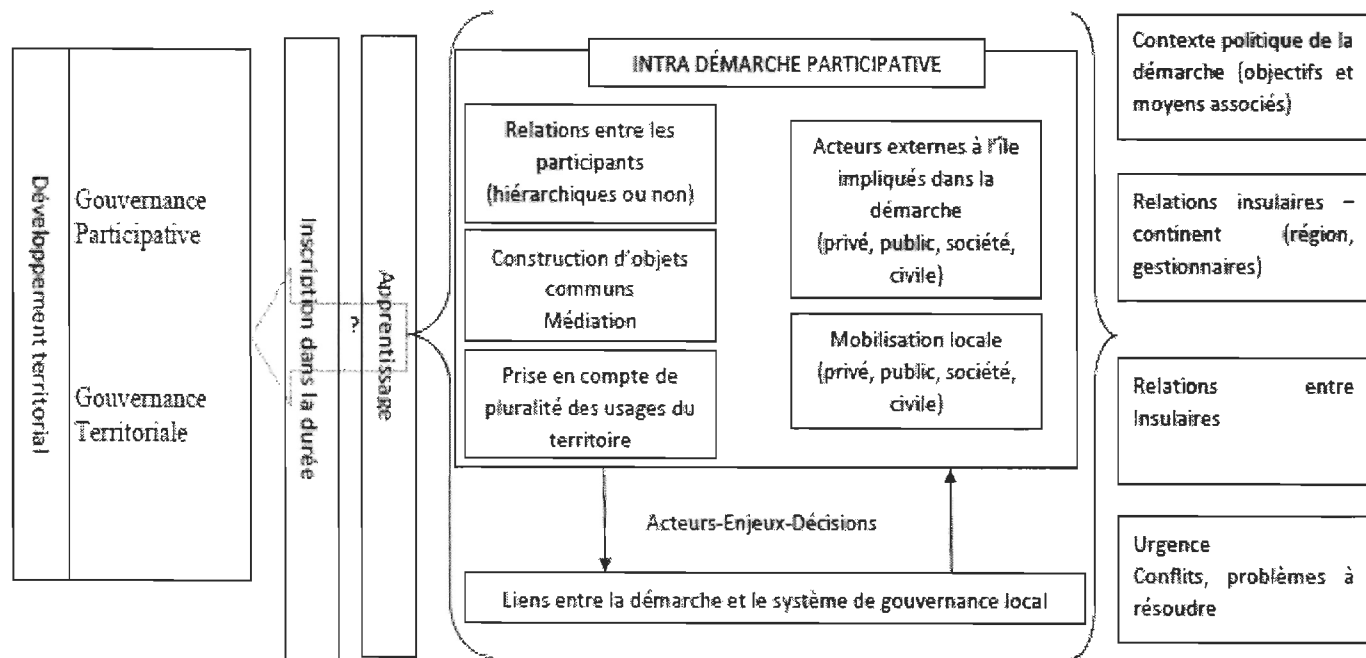 Développement territorial
Gouvernance
Participative
Gouvernance
Territoriale
Inscription dans la durée
?
Apprentissage
INTRA DÉMARCHE PARTICIPATIVE
Relations entre les
participants
(hiérarchiques ou non)
Construction d'objets
communs
Médiation
Prise en compte de
pluralité des usages du
territoire
Acteurs externes à l'île
impliqués dans la
démarche
(privé, public, société,
civile)
Mobilisation locale
(privé, public, société,
civile)
Acteurs-Enjeux-Décisions
Liens entre la démarche et le système de gouvernance local
Contexte politique de la
démarche (objectifs et
moyens associés)
Relations insulaires –
continent (région,
gestionnaires)
Relations entre
Insulaires
Urgence
Conflits, problèmes à
résoudre